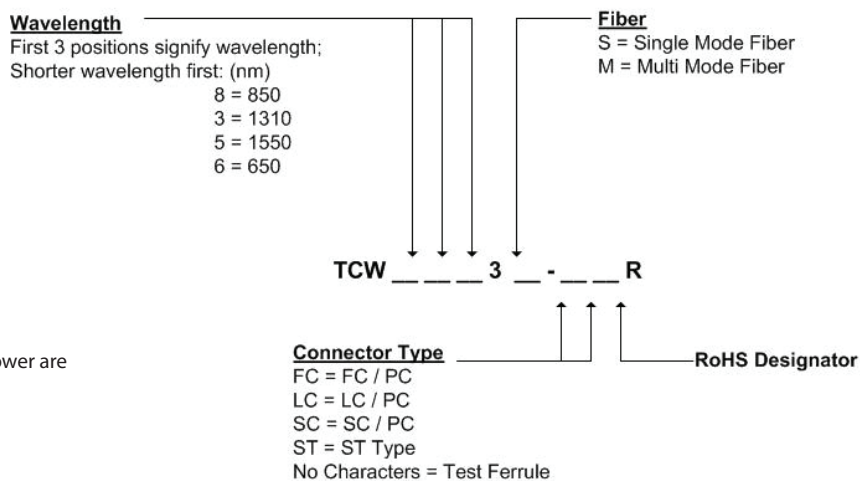 Wavelength
First 3 positions signify wavelength;
Shorter wavelength first: (nm)
8 = 850
3 = 1310
5 = 1550
6 = 650
Fiber
S = Single Mode Fiber
M = Multi Mode Fiber
TCW __ __ __ 3 __ - __ __ R
ower are
Connector Type
FC = FC / PC
LC = LC / PC
SC = SC / PC
ST = ST Type
No Characters = Test Ferrule
RoHS Designator